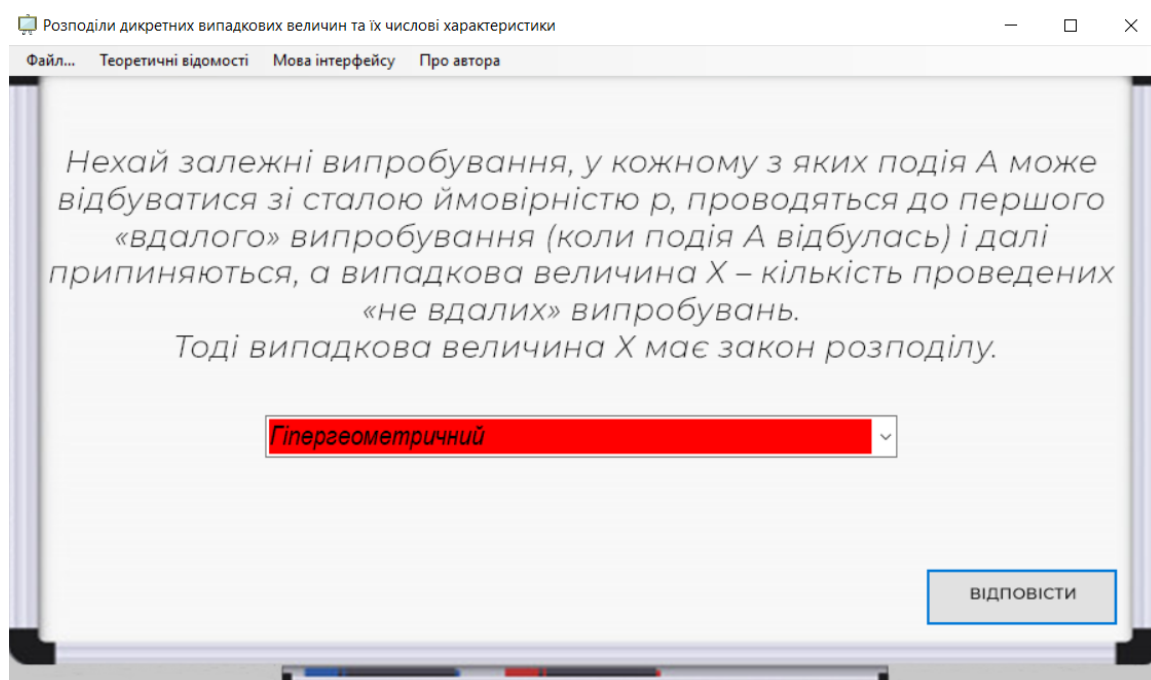 Розподіли дикретних випадкових величин та їх числові характеристики
Файл... Теоретичні відомості Мова інтерфейсу Про автора
Нехай залежні випробування, у кожному з яких подія А може
відбуватися зі сталою ймовірністю р, проводяться до першого
«вдалого» випробування (коли подія А відбулась) і далі
припиняються, а випадкова величина Х – кількість проведених
«не вдалих» випробувань.
Тоді випадкова величина Х має закон розподілу.
Гіпергеометричний
ВІДПОВІСТИ